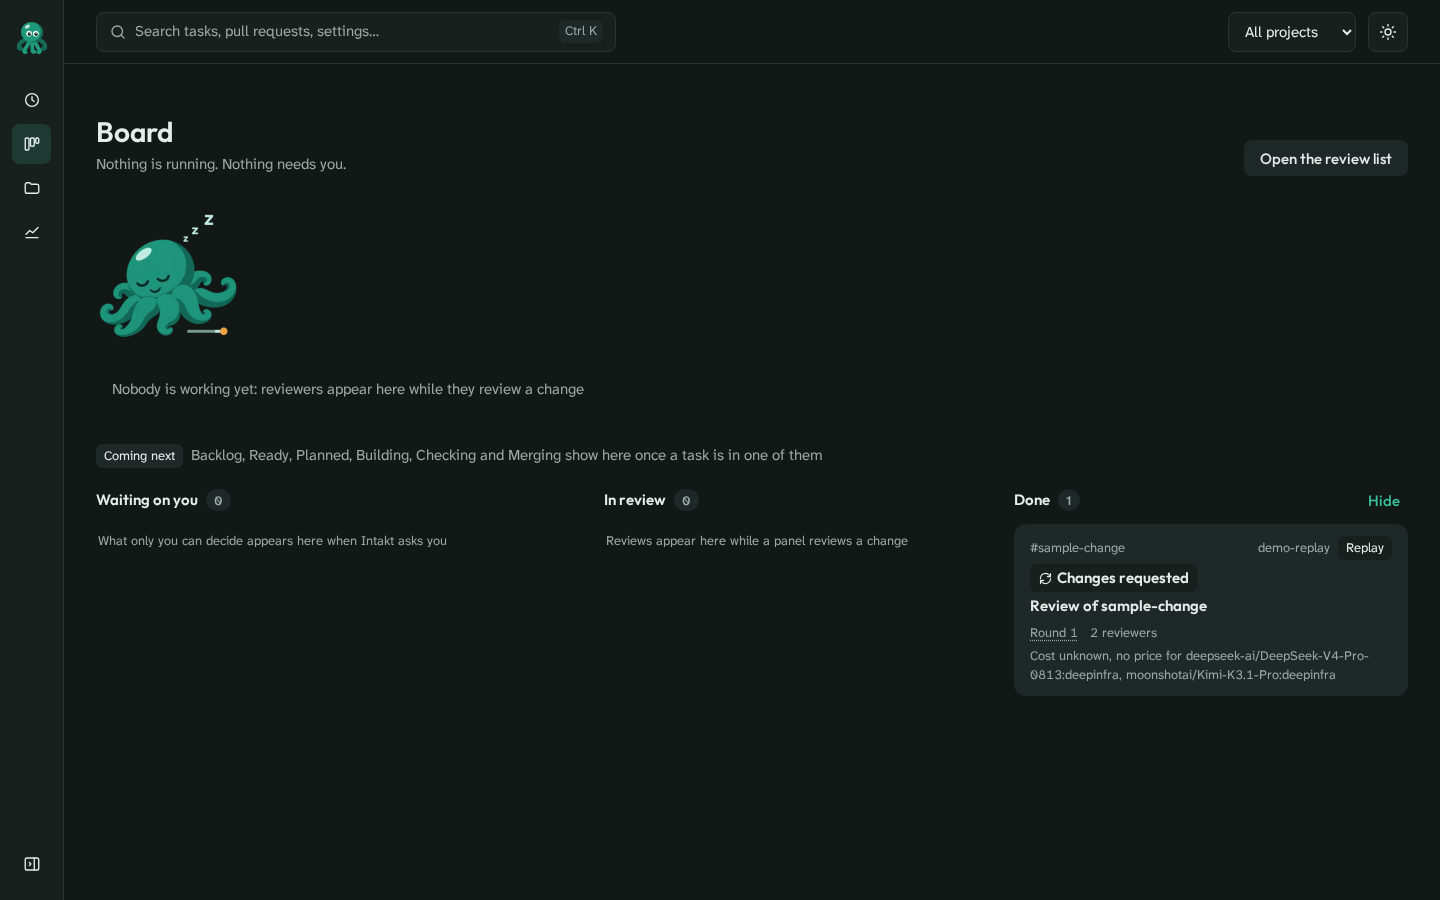 Search tasks, pull requests, settings...
Ctrl K
All projects
Board
Nothing is running. Nothing needs you.
Open the review list
z z z
Nobody is working yet: reviewers appear here while they review a change
Coming next Backlog, Ready, Planned, Building, Checking and Merging show here once a task is in one of them
Waiting on you 0
What only you can decide appears here when Intakt asks you
In review 0
Reviews appear here while a panel reviews a change
Done 1
Hide
#sample-change demo-replay Replay
Changes requested
Review of sample-change
Round 1 2 reviewers
Cost unknown, no price for deepseek-ai/DeepSeek-V4-Pro-
0813:deepinfra, moonshotai/Kimi-K3.1-Pro:deepinfra